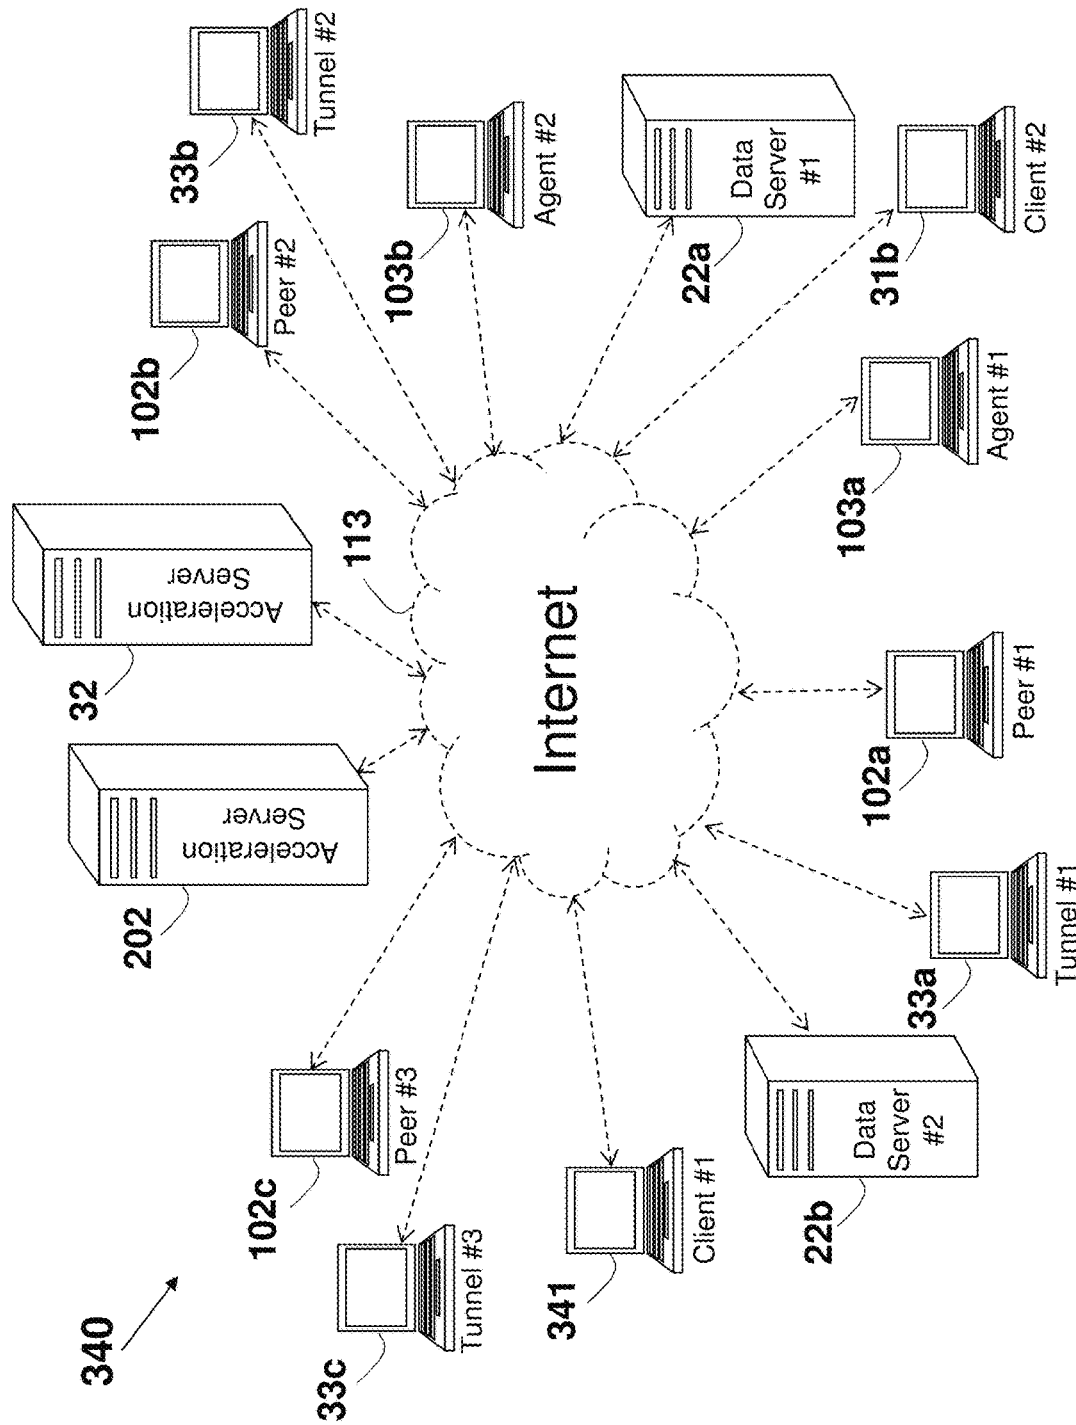 340
33c
Tunnel #3
102c
Peer #3
202
Acceleration
Server
32
Acceleration
Server
113
102b
Peer #2
33b
Tunnel #2
103b
Agent #2
22a
Data
Server
#1
31b
Client #2
103a
Agent #1
Internet
102a
Peer #1
33a
Tunnel #1
22b
Data
Server
#2
341
Client #1